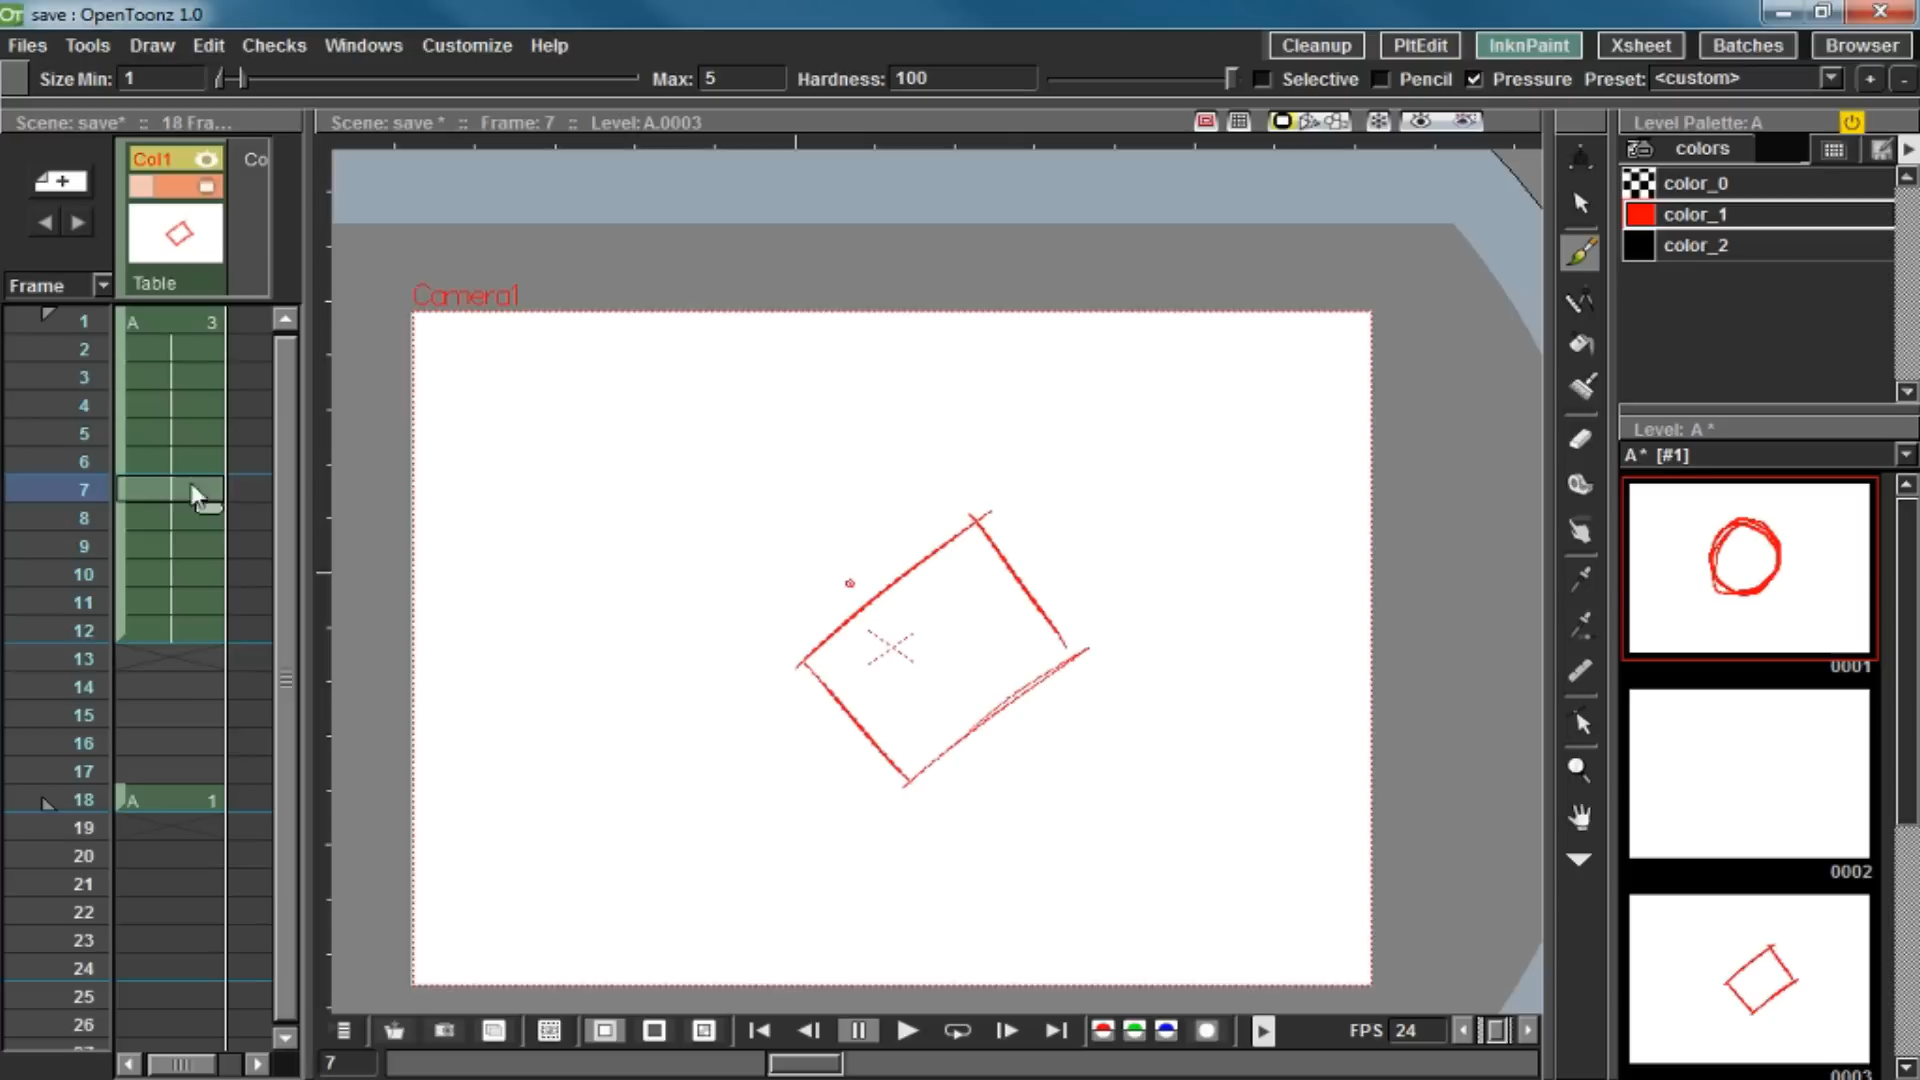 save : OpenToonz 1.0
Files Tools Draw Edit Checks Windows Customize Help
Cleanup PltEdit InknPaint Xsheet Batches Browser
Size Min: 1 Max: 5 Hardness: 100 Selective Pencil Pressure Preset: <custom> + -
Scene: save* :: 18 Fra...
Col1 Co
Table
Frame
1 A 3
2
3
4
5
6
7
8
9
10
11
12
13
14
15
16
17
18 A 1
19
20
21
22
23
24
25
26
Scene: save * :: Frame: 7 :: Level: A.0003
Camera1
FPS 24
7
Level Palette: A
colors
color_0
color_1
color_2
Level: A *
A * [#1]
0001
0002
0003